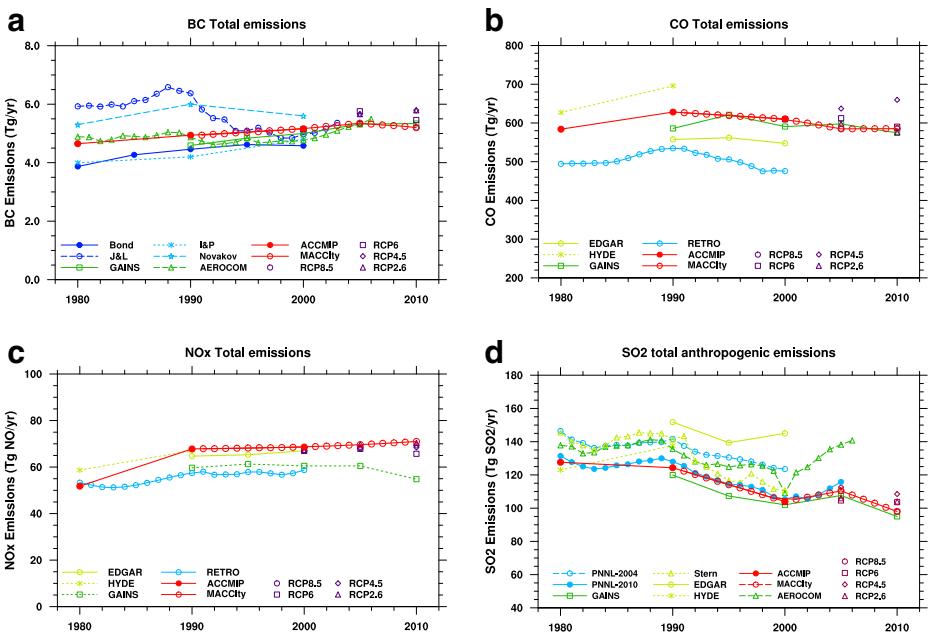 a
BC Total emissions
BC Emissions (Tg/yr)
8.0
6.0
4.0
2.0
0.0
Bond
J&L
GAINS
I&P
Novakov
AEROCOM
ACCMIP
MACCity
RCP8.5
RCP6
RCP4.5
RCP2.6
1980 1990 2000 2010
b
CO Total emissions
CO Emissions (Tg/yr)
800
700
600
500
400
300
200
EDGAR
HYDE
GAINS
RETRO
ACCMIP
MACCity
RCP8.5
RCP6
RCP4.5
RCP2.6
1980 1990 2000 2010
c
NOx Total emissions
NOx Emissions (Tg NO/yr)
100
80
60
40
20
0
EDGAR
HYDE
GAINS
RETRO
ACCMIP
MACCity
RCP8.5
RCP6
RCP4.5
RCP2.6
1980 1990 2000 2010
d
SO2 total anthropogenic emissions
SO2 Emissions (Tg SO2/yr)
180
160
140
120
100
80
60
40
PNNL-2004
PNNL-2010
GAINS
Stern
EDGAR
HYDE
ACCMIP
MACCity
AEROCOM
RCP8.5
RCP6
RCP4.5
RCP2.6
1980 1990 2000 2010